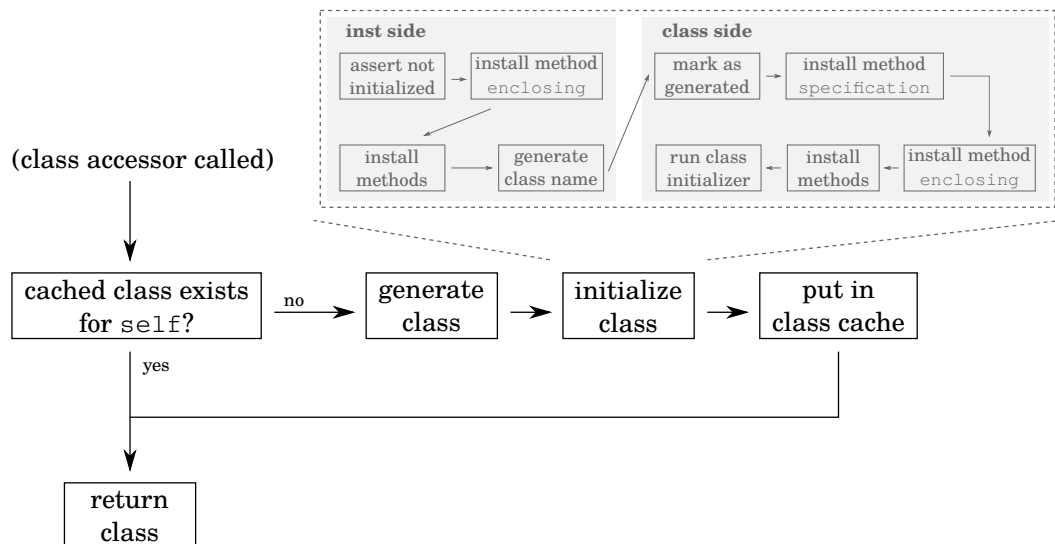 inst side
assert not
initialized
install method
enclosing
install
methods
generate
class name
class side
mark as
generated
install method
specification
run class
initializer
install
methods
install method
enclosing
(class accessor called)
cached class exists
for self?
no
generate
class
initialize
class
put in
class cache
yes
return
class